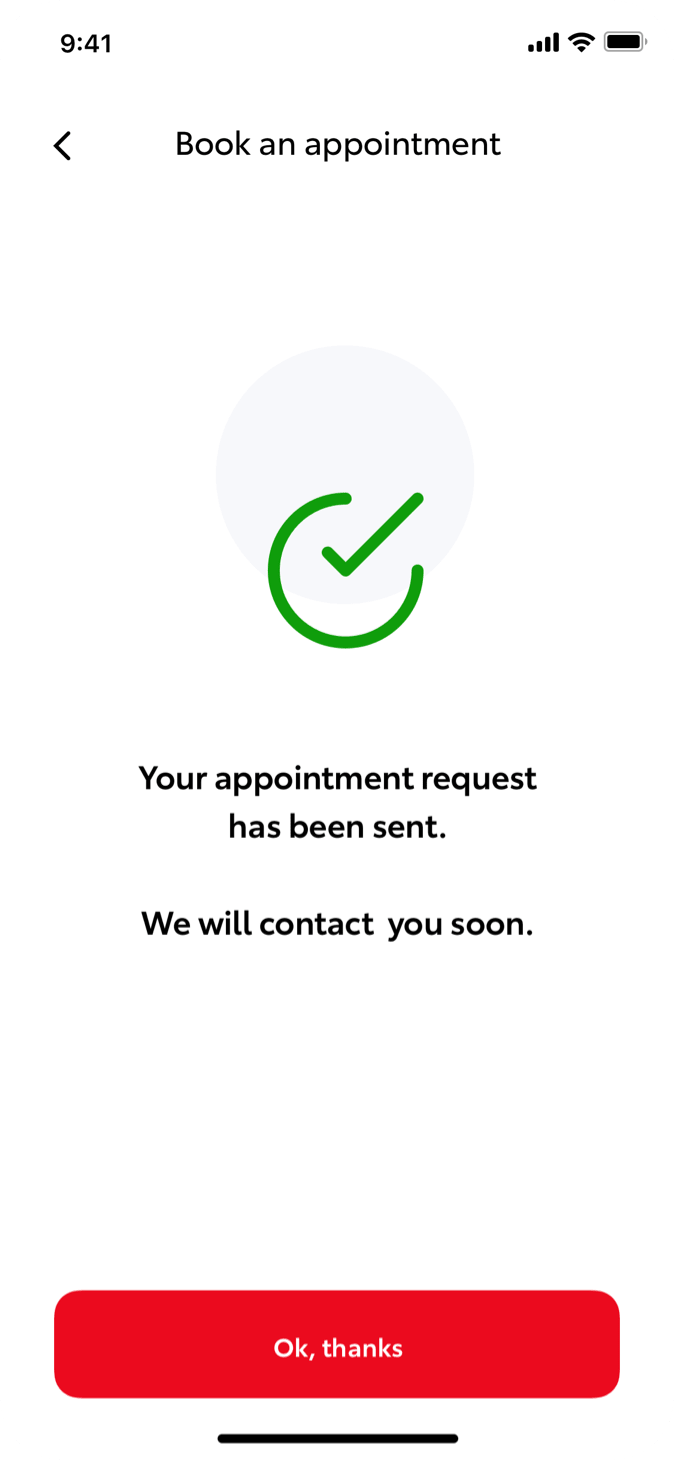 9:41
Book an appointment
Your appointment request
has been sent.
We will contact  you soon.
Ok, thanks